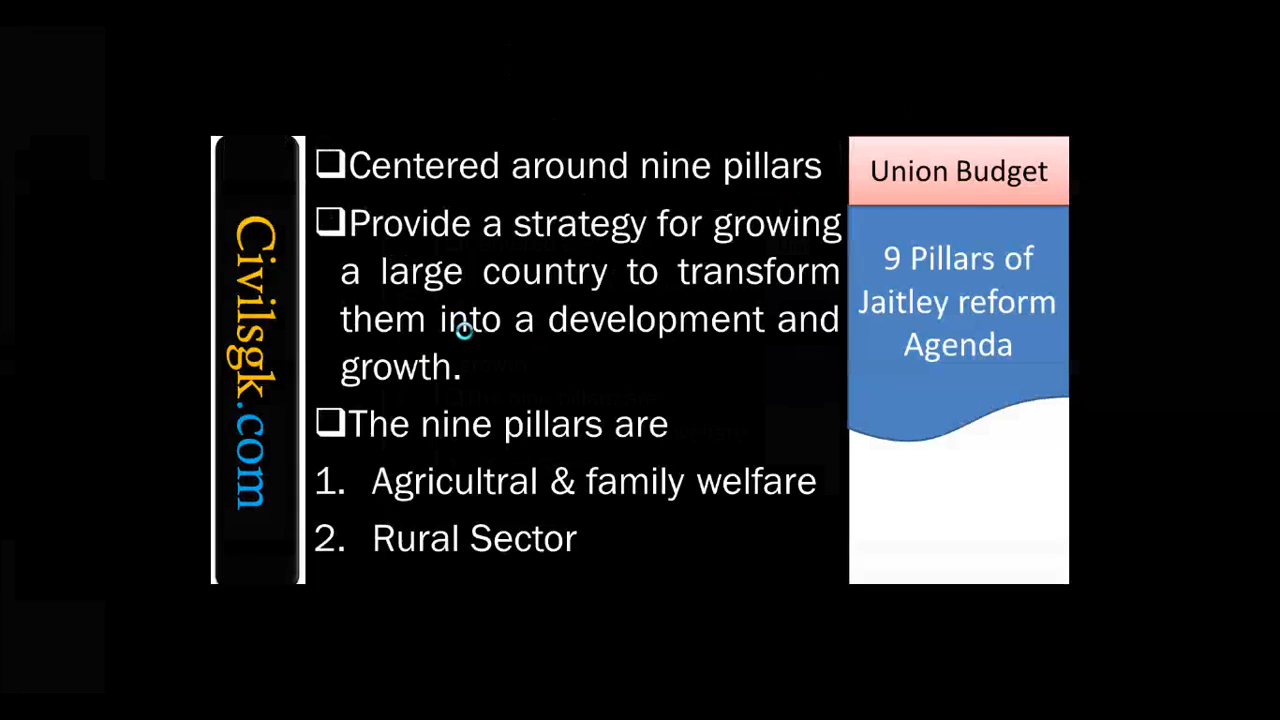 Civilsgk.com
❑Centered around nine pillars
❑Provide a strategy for growing
a large country to transform
them into a development and
growth.
❑The nine pillars are
1. Agricultral & family welfare
2. Rural Sector
Union Budget
9 Pillars of
Jaitley reform
Agenda